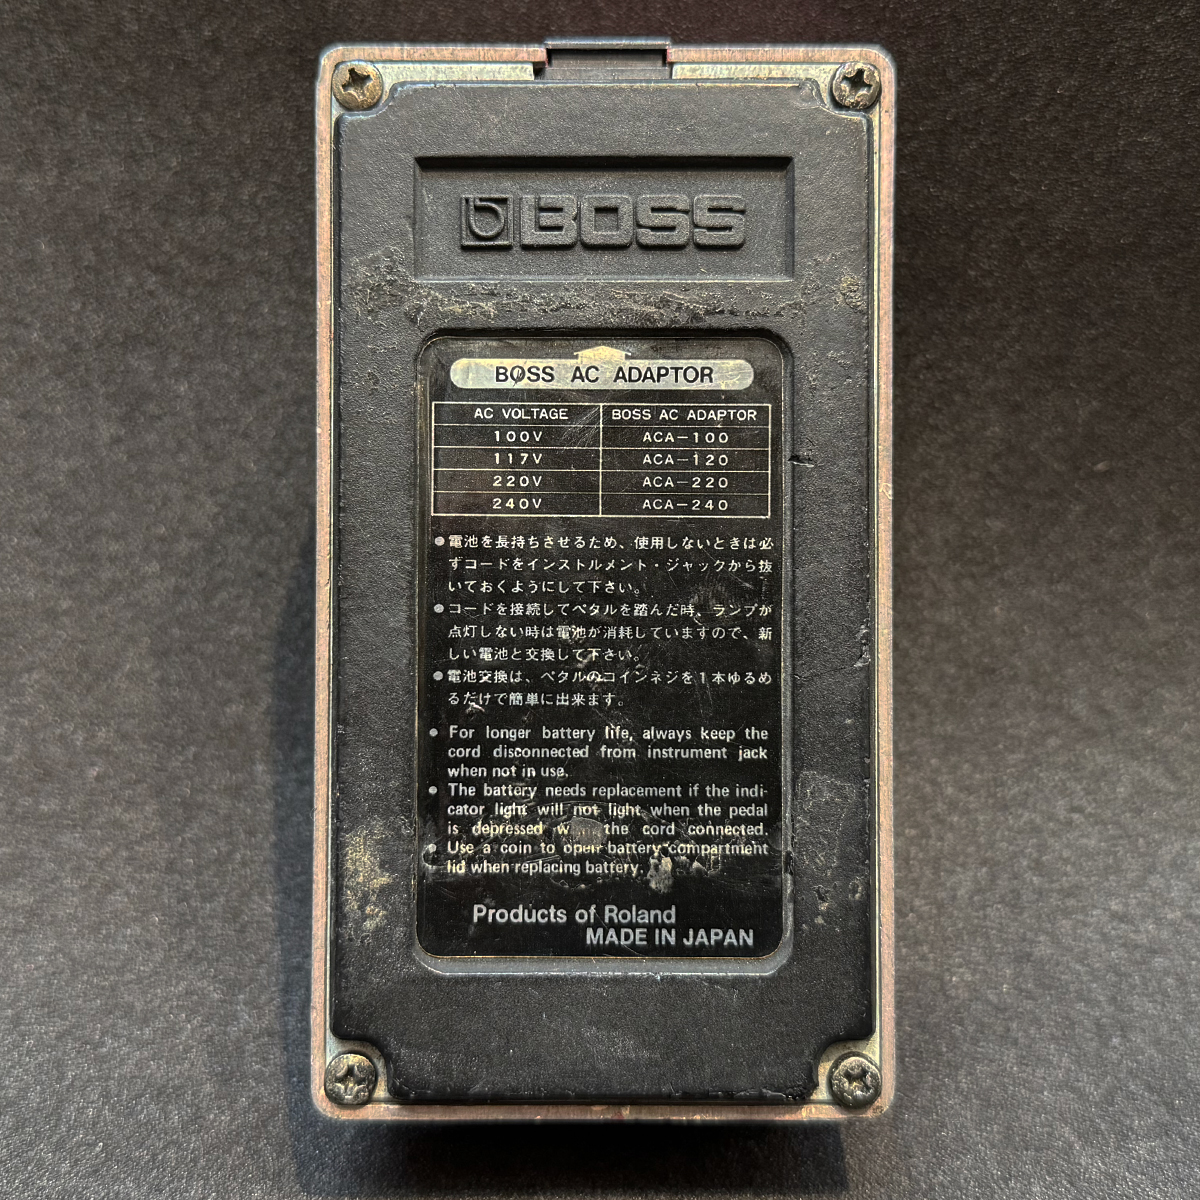 BOSS
BOSS AC ADAPTOR
AC VOLTAGE BOSS AC ADAPTOR
100V ACA-100
117V ACA-120
220V ACA-220
240V ACA-240
●電池を長持ちさせるため、使用しないときは必
ずコードをインストルメント・ジャックから抜
いておくようにして下さい。
●コードを接続してペタルを踏んだ時、ランプが
点灯しない時は電池が消耗していますので、新
しい電池と交換して下さい。
●電池交換は、ペタルのコインネジを1本ゆるめ
るだけで簡単に出来ます。
● For longer battery life, always keep the
cord disconnected from instrument jack
when not in use.
● The battery needs replacement if the indi-
cator light will not light when the pedal
is depressed the cord connected.
● Use a coin to open battery compartment
lid when replacing battery.
Products of Roland
MADE IN JAPAN